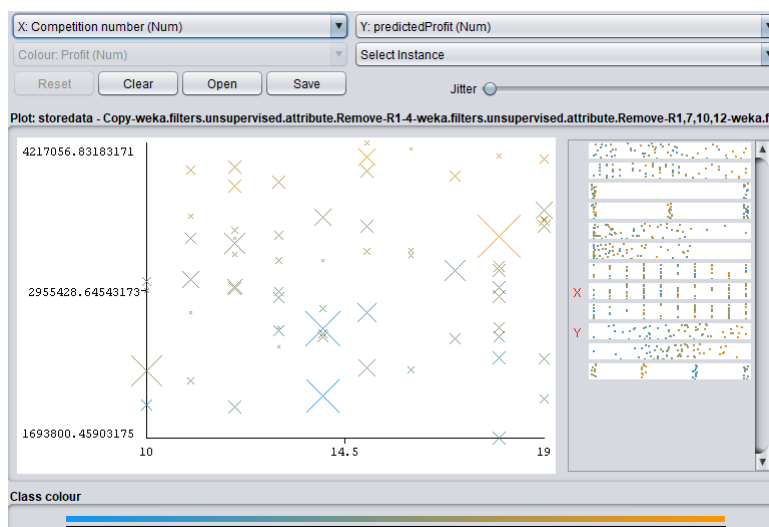 X: Competition number (Num) Y: predictedProfit (Num)
Colour: Profit (Num) Select Instance
Reset Clear Open Save Jitter
Plot: storedata - Copy-weka.filters.unsupervised.attribute.Remove-R1-4-weka.filters.unsupervised.attribute.Remove-R1,7,10,12-weka.f
4217056.83183171
2955428.64543173
X
Y
1693800.45903175
10 14.5 19
Class colour